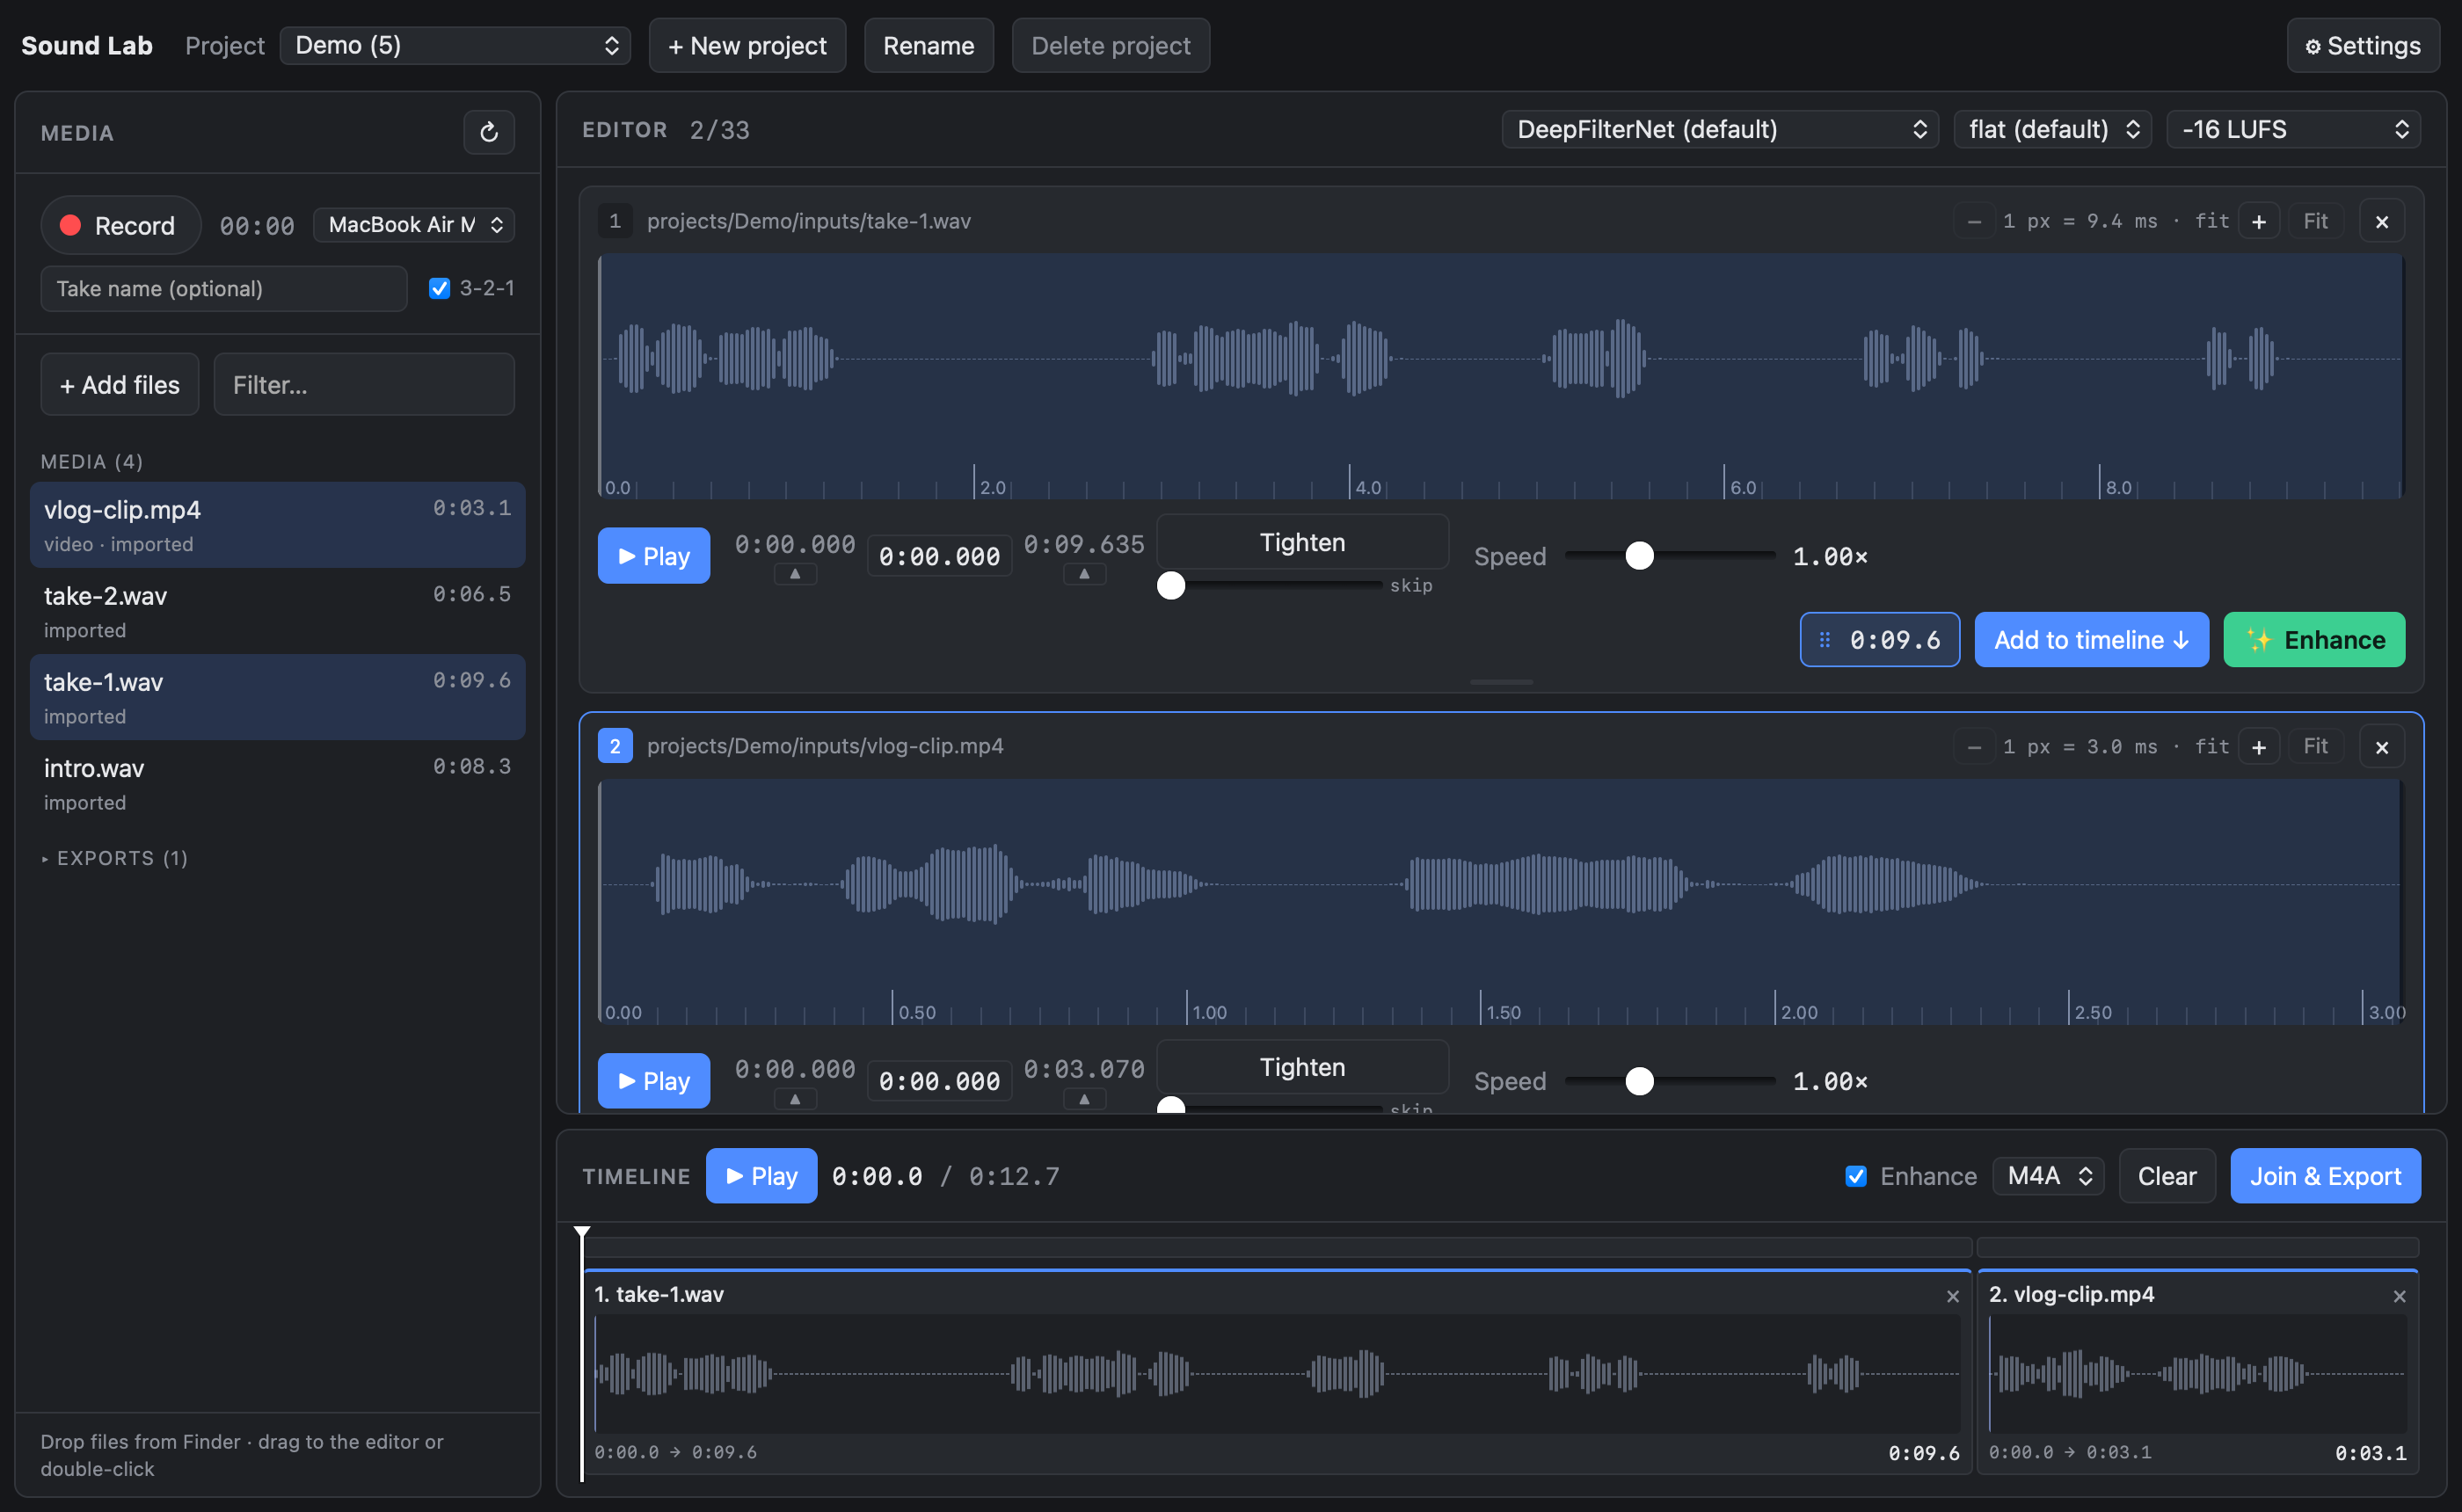 Sound Lab Project Demo (5) + New project Rename Delete project ⚙ Settings
MEDIA
Record 00:00 MacBook Air M
Take name (optional) 3-2-1
+ Add files Filter...
MEDIA (4)
vlog-clip.mp4 0:03.1
video · imported
take-2.wav 0:06.5
imported
take-1.wav 0:09.6
imported
intro.wav 0:08.3
imported
▸ EXPORTS (1)
Drop files from Finder · drag to the editor or
double-click
EDITOR 2/33 DeepFilterNet (default) flat (default) -16 LUFS
1 projects/Demo/inputs/take-1.wav − 1 px = 9.4 ms · fit + Fit ×
0.0 2.0 4.0 6.0 8.0
▶ Play 0:00.000 0:00.000 0:09.635 Tighten Speed 1.00×
▲ ▲ skip
0:09.6 Add to timeline ↓ ✨ Enhance
2 projects/Demo/inputs/vlog-clip.mp4 − 1 px = 3.0 ms · fit + Fit ×
0.00 0.50 1.00 1.50 2.00 2.50 3.00
▶ Play 0:00.000 0:00.000 0:03.070 Tighten Speed 1.00×
▲ ▲ skip
TIMELINE ▶ Play 0:00.0 / 0:12.7 Enhance M4A Clear Join & Export
1. take-1.wav × 2. vlog-clip.mp4 ×
0:00.0 → 0:09.6 0:09.6 0:00.0 → 0:03.1 0:03.1